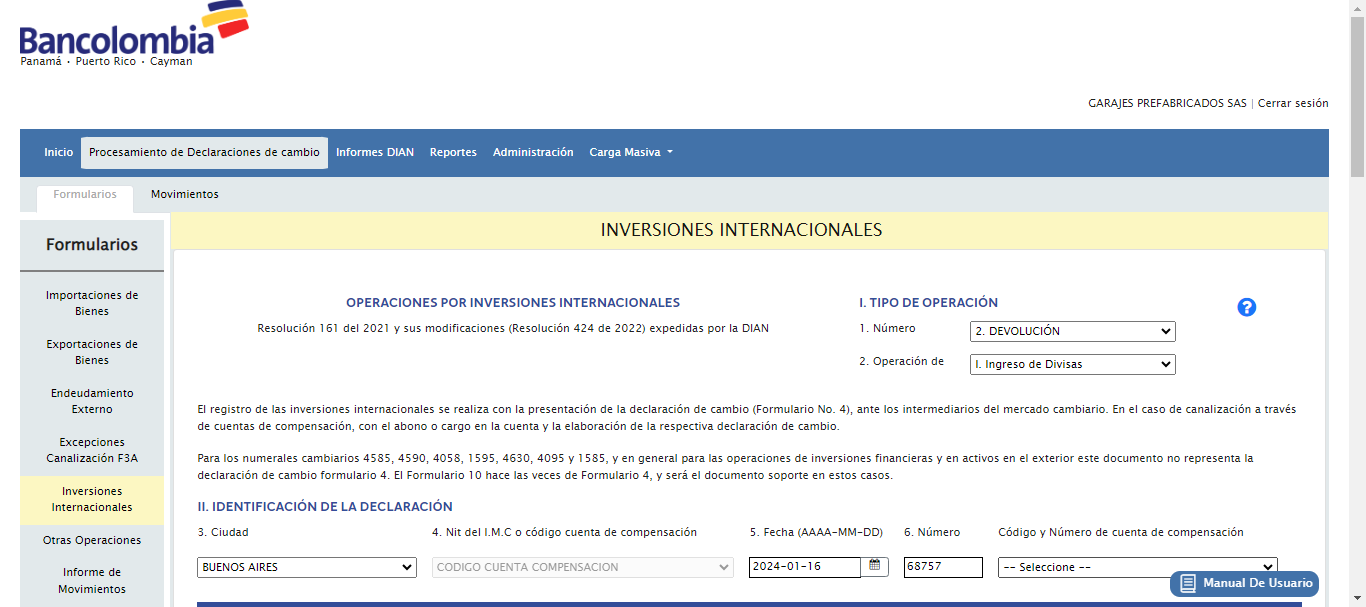 Bancolombia
Panamá · Puerto Rico · Cayman
GARAJES PREFABRICADOS SAS | Cerrar sesión
Inicio Procesamiento de Declaraciones de cambio Informes DIAN Reportes Administración Carga Masiva
Formularios Movimientos
Formularios
Importaciones de
Bienes
Exportaciones de
Bienes
Endeudamiento
Externo
Excepciones
Canalización F3A
Inversiones
Internacionales
Otras Operaciones
Informe de
Movimientos
INVERSIONES INTERNACIONALES
OPERACIONES POR INVERSIONES INTERNACIONALES
Resolución 161 del 2021 y sus modificaciones (Resolución 424 de 2022) expedidas por la DIAN
I. TIPO DE OPERACIÓN
?
1. Número 2. DEVOLUCIÓN
2. Operación de I. Ingreso de Divisas
El registro de las inversiones internacionales se realiza con la presentación de la declaración de cambio (Formulario No. 4), ante los intermediarios del mercado cambiario. En el caso de canalización a través
de cuentas de compensación, con el abono o cargo en la cuenta y la elaboración de la respectiva declaración de cambio.
Para los numerales cambiarios 4585, 4590, 4058, 1595, 4630, 4095 y 1585, y en general para las operaciones de inversiones financieras y en activos en el exterior este documento no representa la
declaración de cambio formulario 4. El Formulario 10 hace las veces de Formulario 4, y será el documento soporte en estos casos.
II. IDENTIFICACIÓN DE LA DECLARACIÓN
3. Ciudad 4. Nit del I.M.C o código cuenta de compensación 5. Fecha (AAAA-MM-DD) 6. Número Código y Número de cuenta de compensación
BUENOS AIRES CODIGO CUENTA COMPENSACION 2024-01-16 68757 -- Seleccione --
Manual De Usuario